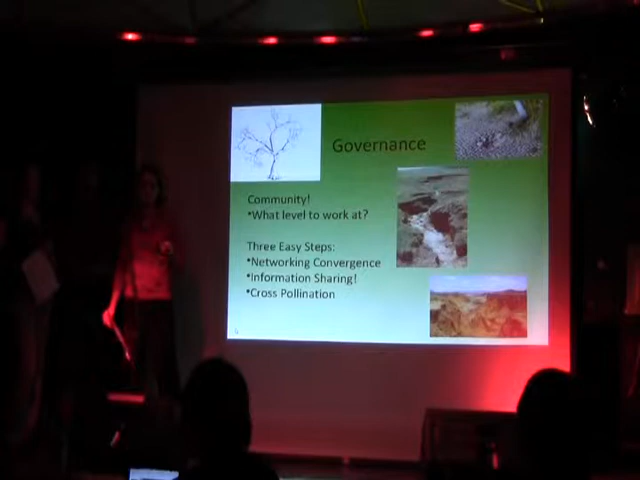 Governance
Community!
•What level to work at?
Three Easy Steps:
•Networking Convergence
•Information Sharing!
•Cross Pollination